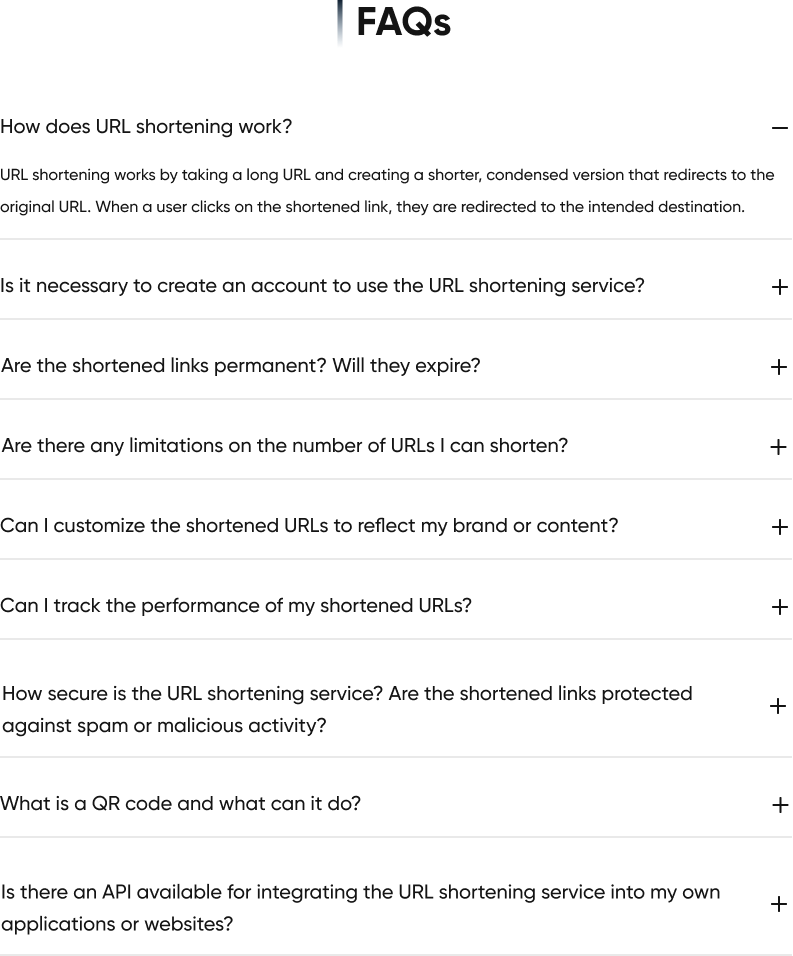 FAQs
How does URL shortening work?
URL shortening works by taking a long URL and creating a shorter, condensed version that redirects to the
original URL. When a user clicks on the shortened link, they are redirected to the intended destination.
Is it necessary to create an account to use the URL shortening service?
Are the shortened links permanent? Will they expire?
Are there any limitations on the number of URLs I can shorten?
Can I customize the shortened URLs to reflect my brand or content?
Can I track the performance of my shortened URLs?
How secure is the URL shortening service? Are the shortened links protected
against spam or malicious activity?
What is a QR code and what can it do?
Is there an API available for integrating the URL shortening service into my own
applications or websites?